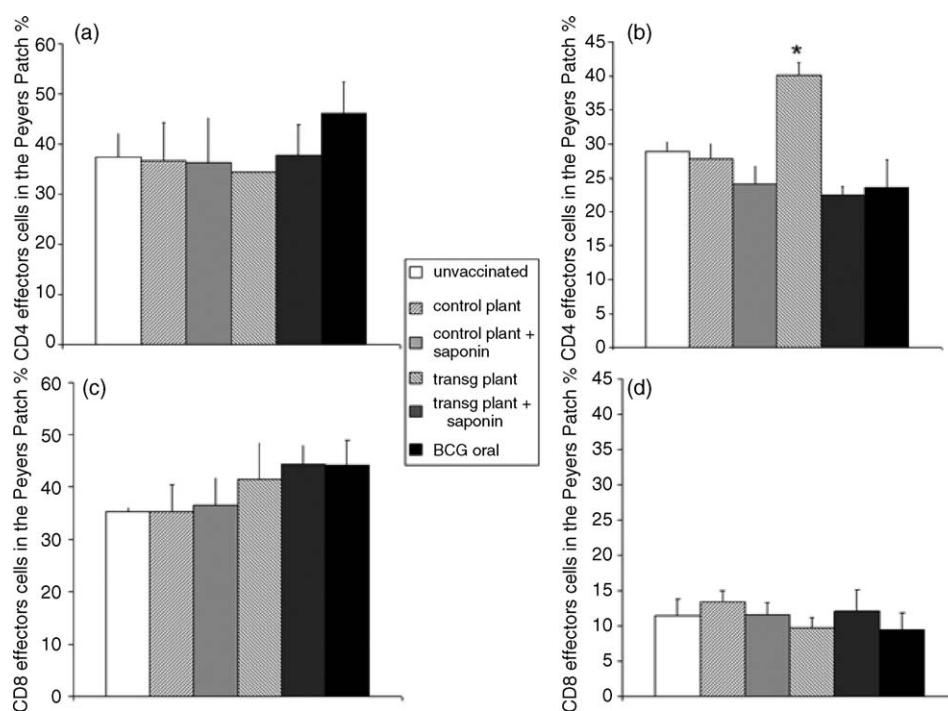 (a)
CD4 effectors cells in the Peyers Patch %
60
50
40
30
20
10
0
(b)
*
CD4 effectors cells in the Peyers Patch %
45
40
35
30
25
20
15
10
5
0
unvaccinated
control plant
control plant +
saponin
transg plant
transg plant +
saponin
BCG oral
(c)
CD8 effectors cells in the Peyers Patch %
60
50
40
30
20
10
0
(d)
CD8 effectors cells in the Peyers Patch %
45
40
35
30
25
20
15
10
5
0